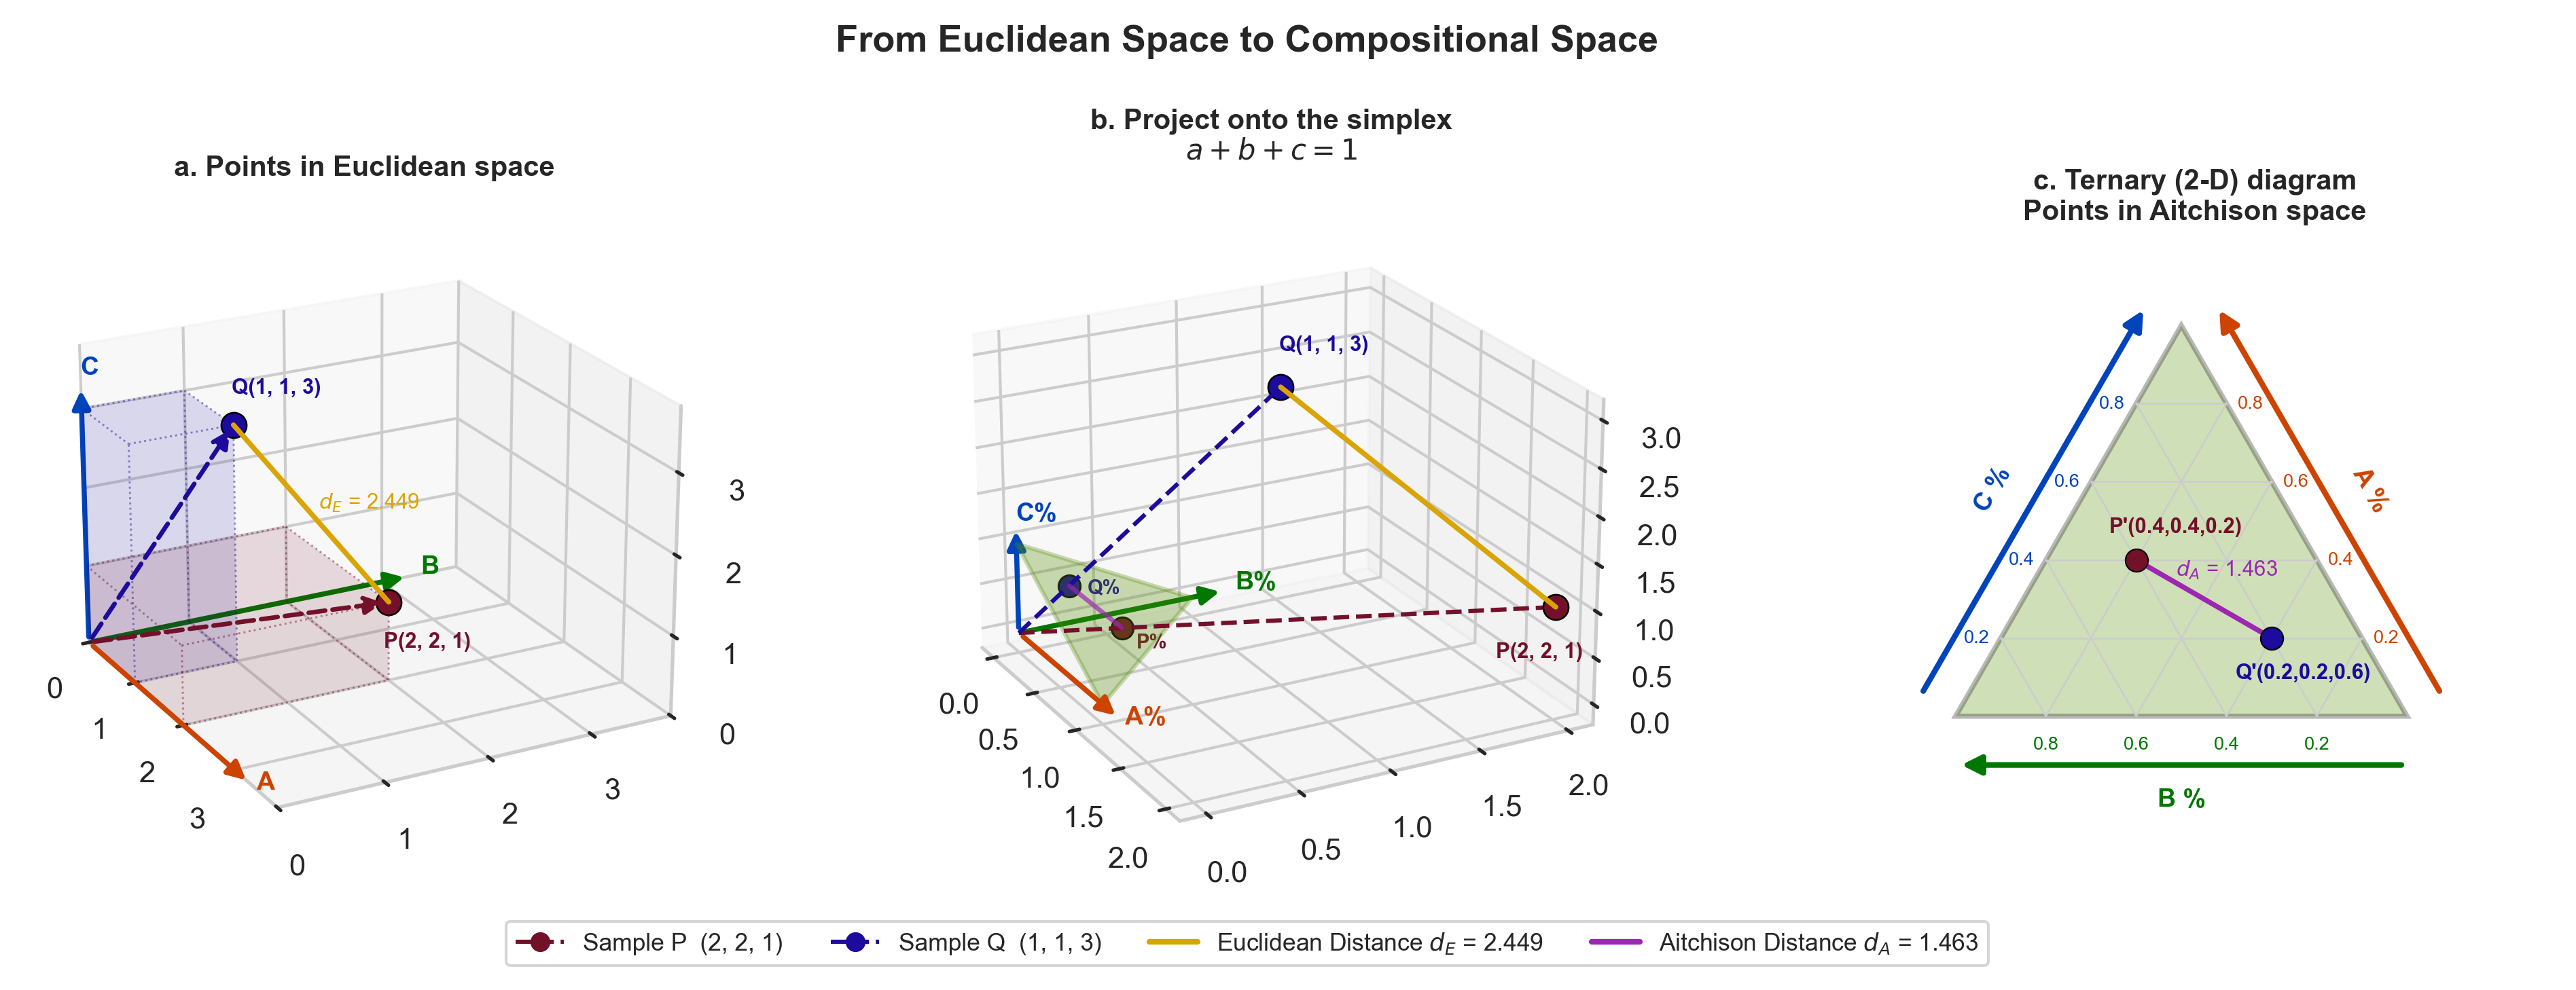 From Euclidean Space to Compositional Space
a. Points in Euclidean space
C
Q(1, 1, 3)
d_E = 2.449
B
P(2, 2, 1)
A
0
1
2
3
0
1
2
3
0
1
2
3
b. Project onto the simplex
a + b + c = 1
Q(1, 1, 3)
C%
Q%
B%
P%
P(2, 2, 1)
A%
0.0
0.5
1.0
1.5
2.0
0.0
0.5
1.0
1.5
2.0
3.0
2.5
2.0
1.5
1.0
0.5
0.0
c. Ternary (2-D) diagram
Points in Aitchison space
0.8
0.8
C %
0.6
0.6
A %
P'(0.4,0.4,0.2)
0.4
d_A = 1.463
0.4
0.2
0.2
Q'(0.2,0.2,0.6)
0.8
0.6
0.4
0.2
B %
Sample P (2, 2, 1)
Sample Q (1, 1, 3)
Euclidean Distance d_E = 2.449
Aitchison Distance d_A = 1.463